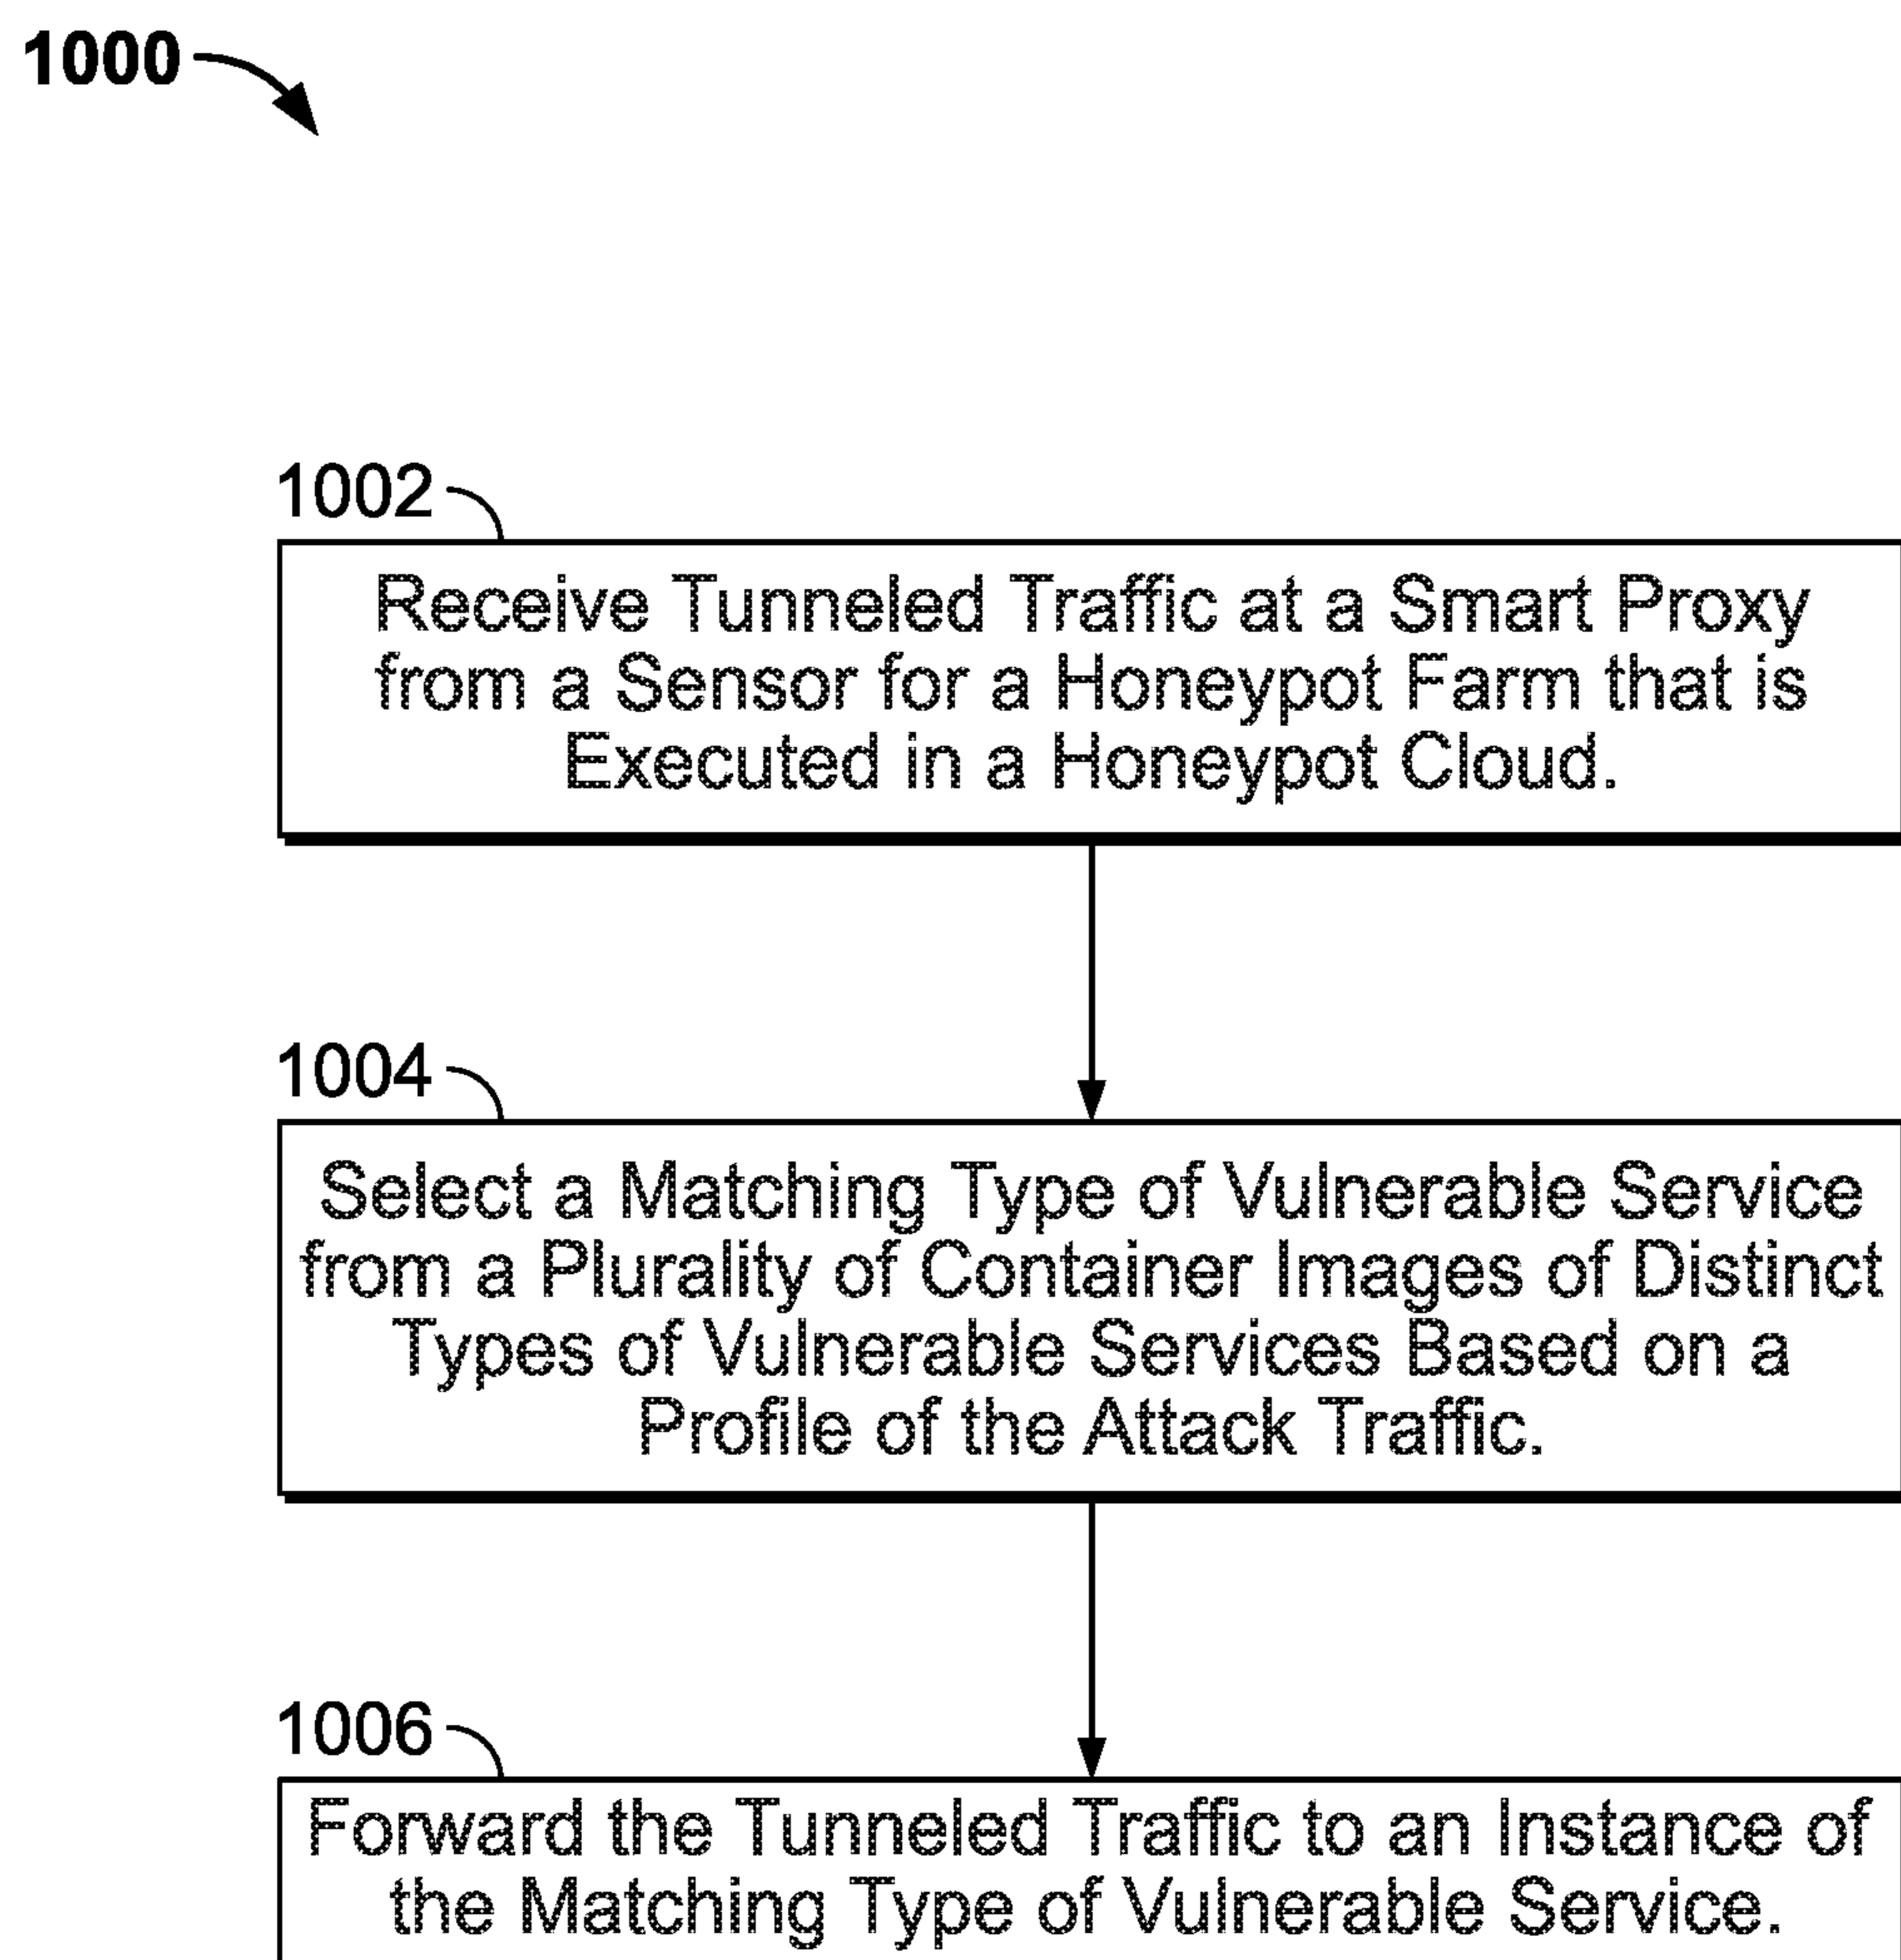 1000
1002
Receive Tunneled Traffic at a Smart Proxy
from a Sensor for a Honeypot Farm that is
Executed in a Honeypot Cloud.
1004
Select a Matching Type of Vulnerable Service
from a Plurality of Container Images of Distinct
Types of Vulnerable Services Based on a
Profile of the Attack Traffic.
1006
Forward the Tunneled Traffic to an Instance of
the Matching Type of Vulnerable Service.